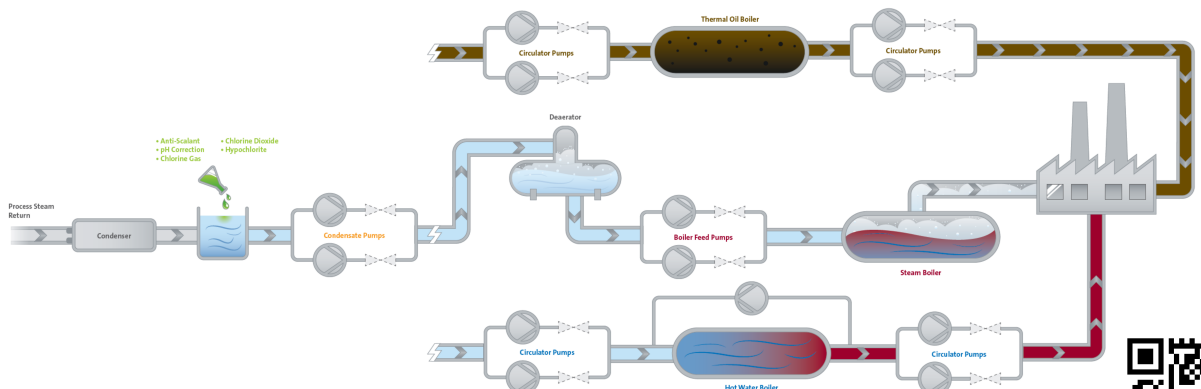 Thermal Oil Boiler
Circulator Pumps
Circulator Pumps
Deaerator
• Anti-Scalant
• pH Correction
• Chlorine Gas
• Chlorine Dioxide
• Hypochlorite
Process Steam
Return
Condenser
Condensate Pumps
Boiler Feed Pumps
Steam Boiler
Circulator Pumps
Circulator Pumps
Hot Water Boiler